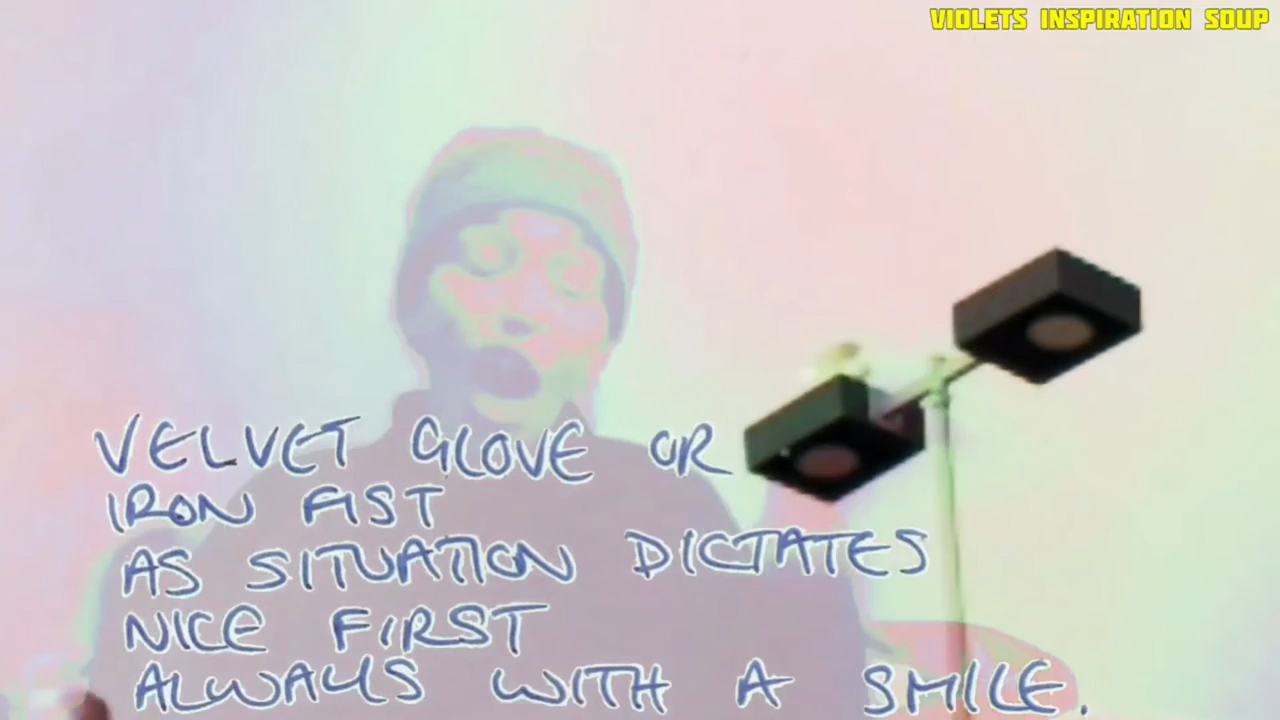 VIOLETS INSPIRATION SOUP
VELVET GLOVE OR
IRON FIST
AS SITUATION DICTATES
NICE FIRST
ALWAYS WITH A SMILE.